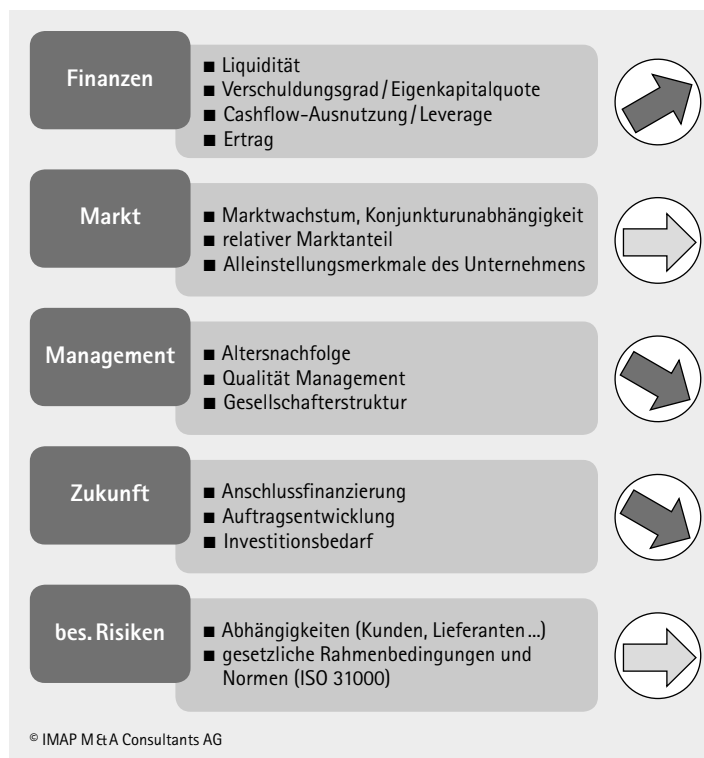 Finanzen
■ Liquidität
■ Verschuldungsgrad / Eigenkapitalquote
■ Cashflow-Ausnutzung / Leverage
■ Ertrag
Markt
■ Marktwachstum, Konjunkturunabhängigkeit
■ relativer Marktanteil
■ Alleinstellungsmerkmale des Unternehmens
Management
■ Altersnachfolge
■ Qualität Management
■ Gesellschafterstruktur
Zukunft
■ Anschlussfinanzierung
■ Auftragsentwicklung
■ Investitionsbedarf
bes. Risiken
■ Abhängigkeiten (Kunden, Lieferanten ...)
■ gesetzliche Rahmenbedingungen und
Normen (ISO 31000)
© IMAP M&A Consultants AG